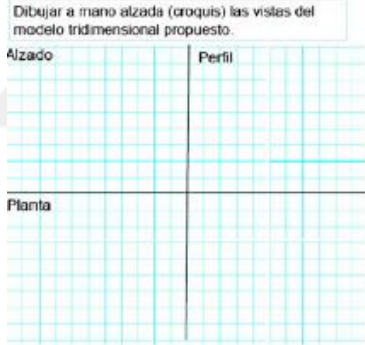 Dibujar a mano alzada (croquis) las vistas del
modelo tridimensional propuesto.
Alzado
Perfil
Planta